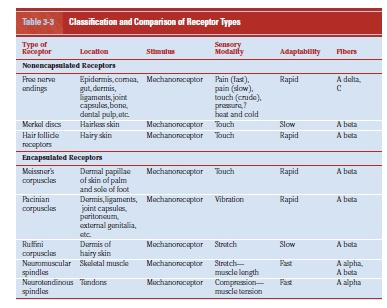 Table 3-3 Classification and Comparison of Receptor Types
Type of Receptor Location Stimulus Sensory Modality Adaptability Fibers
Nonencapsulated Receptors
Free nerve Epidermis, cornea, Mechanoreceptor Pain (fast), Rapid A delta,
endings gut, dermis, pain (slow), C
ligaments, joint touch (crude),
capsules, bone, pressure,?
dental pulp, etc. heat and cold
Merkel discs Hairless skin Mechanoreceptor Touch Slow A beta
Hair follicle Hairy skin Mechanoreceptor Touch Rapid A beta
receptors
Encapsulated Receptors
Meissner's Dermal papillae Mechanoreceptor Touch Rapid A beta
corpuscles of skin of palm
and sole of foot
Pacinian Dermis, ligaments, Mechanoreceptor Vibration Rapid A beta
corpuscles joint capsules,
peritoneum,
external genitalia,
etc.
Ruffini Dermis of Mechanoreceptor Stretch Slow A beta
corpuscles hairy skin
Neuromuscular Skeletal muscle Mechanoreceptor Stretch— Fast A alpha,
spindles muscle length A beta
Neurotendinous Tendons Mechanoreceptor Compression— Fast A alpha
spindles muscle tension